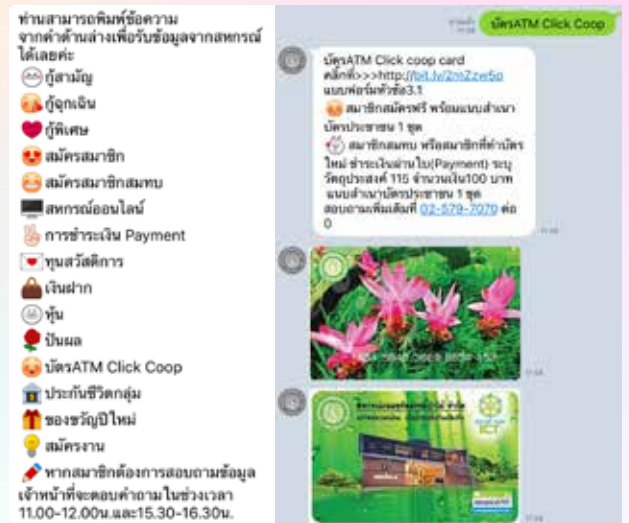 ท่านสามารถพิมพ์ข้อความ
จากคำด้านล่างเพื่อรับข้อมูลจากสหกรณ์
ได้เลยค่ะ
กู้สามัญ
กู้ฉุกเฉิน
กู้พิเศษ
สมัครสมาชิก
สมัครสมาชิกสมทบ
สหกรณ์ออนไลน์
การชำระเงิน Payment
ทุนสวัสดิการ
เงินฝาก
หุ้น
ปันผล
บัตรATM Click Coop
ประกันชีวิตกลุ่ม
ของขวัญปีใหม่
สมัครงาน
หากสมาชิกต้องการสอบถามข้อมูล
เจ้าหน้าที่จะตอบคำถามในช่วงเวลา
11.00-12.00น.และ15.30-16.30น.
บัตรATM Click Coop
บัตรATM Click coop card
คลิ๊กที่>>>http://bit.ly/2mZzw5p
แบบฟอร์มหัวข้อ3.1
สมาชิกสมัครฟรี พร้อมแนบสำเนา
บัตรประชาชน 1 ชุด
สมาชิกสมทบ หรือสมาชิกที่ทำบัตร
ใหม่ ชำระเงินผ่านใบ(Payment) ระบุ
วัตถุประสงค์ 115 จำนวนเงิน100 บาท
แนบสำเนาบัตรประชาชน 1 ชุด
สอบถามเพิ่มเติมที่ 02-579-7070 ต่อ
0